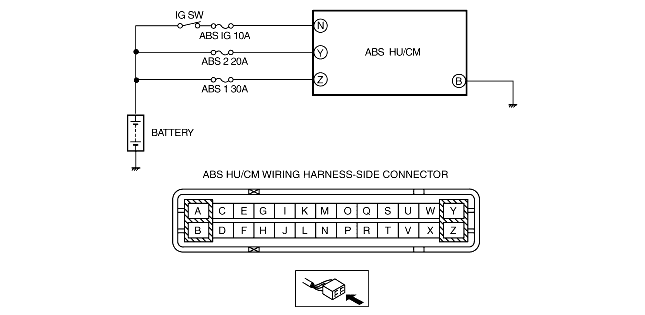 IG SW
ABS IG 10A
N
ABS 2 20A
Y
ABS HU/CM
ABS 1 30A
Z
B
BATTERY
ABS HU/CM WIRING HARNESS-SIDE CONNECTOR
A C E G I K M O Q S U W Y
B D F H J L N P R T V X Z